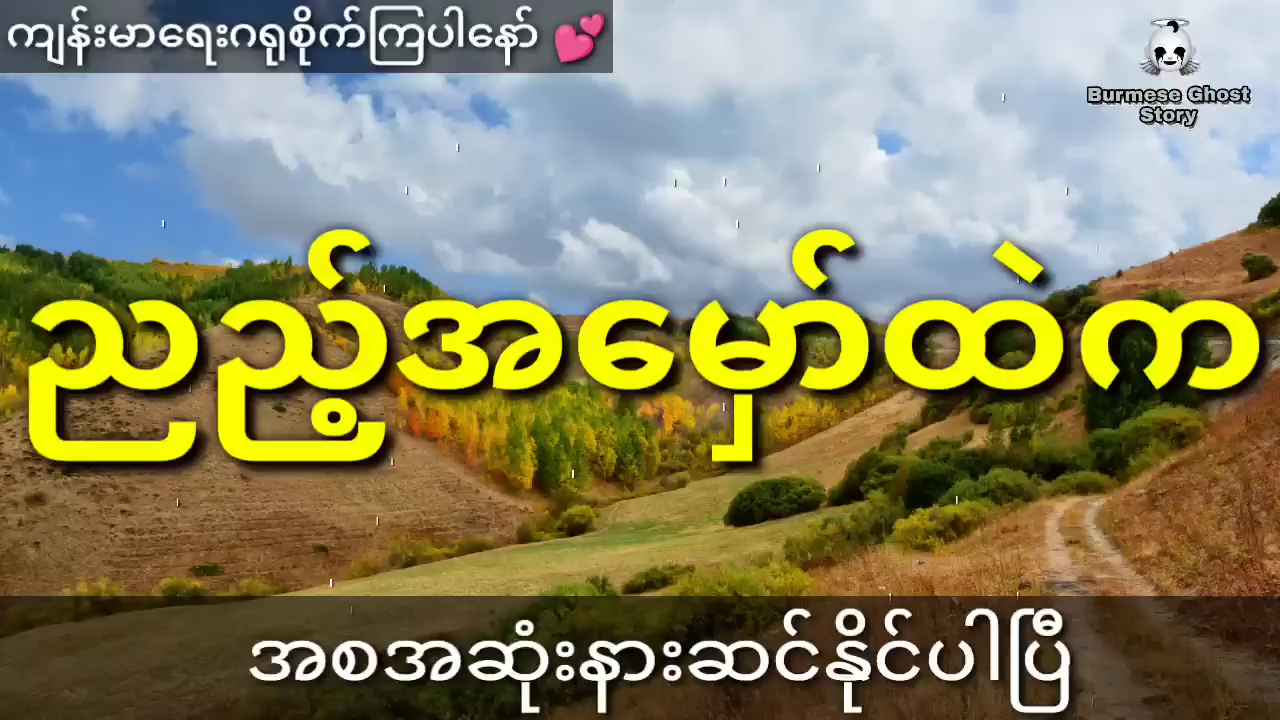 ကျန်းမာရေးဂရုစိုက်ကြပါနော် 💕
Burmese Ghost
Story
ညည့်အမှော်ထဲက
အစအဆုံးနားဆင်နိုင်ပါပြီ